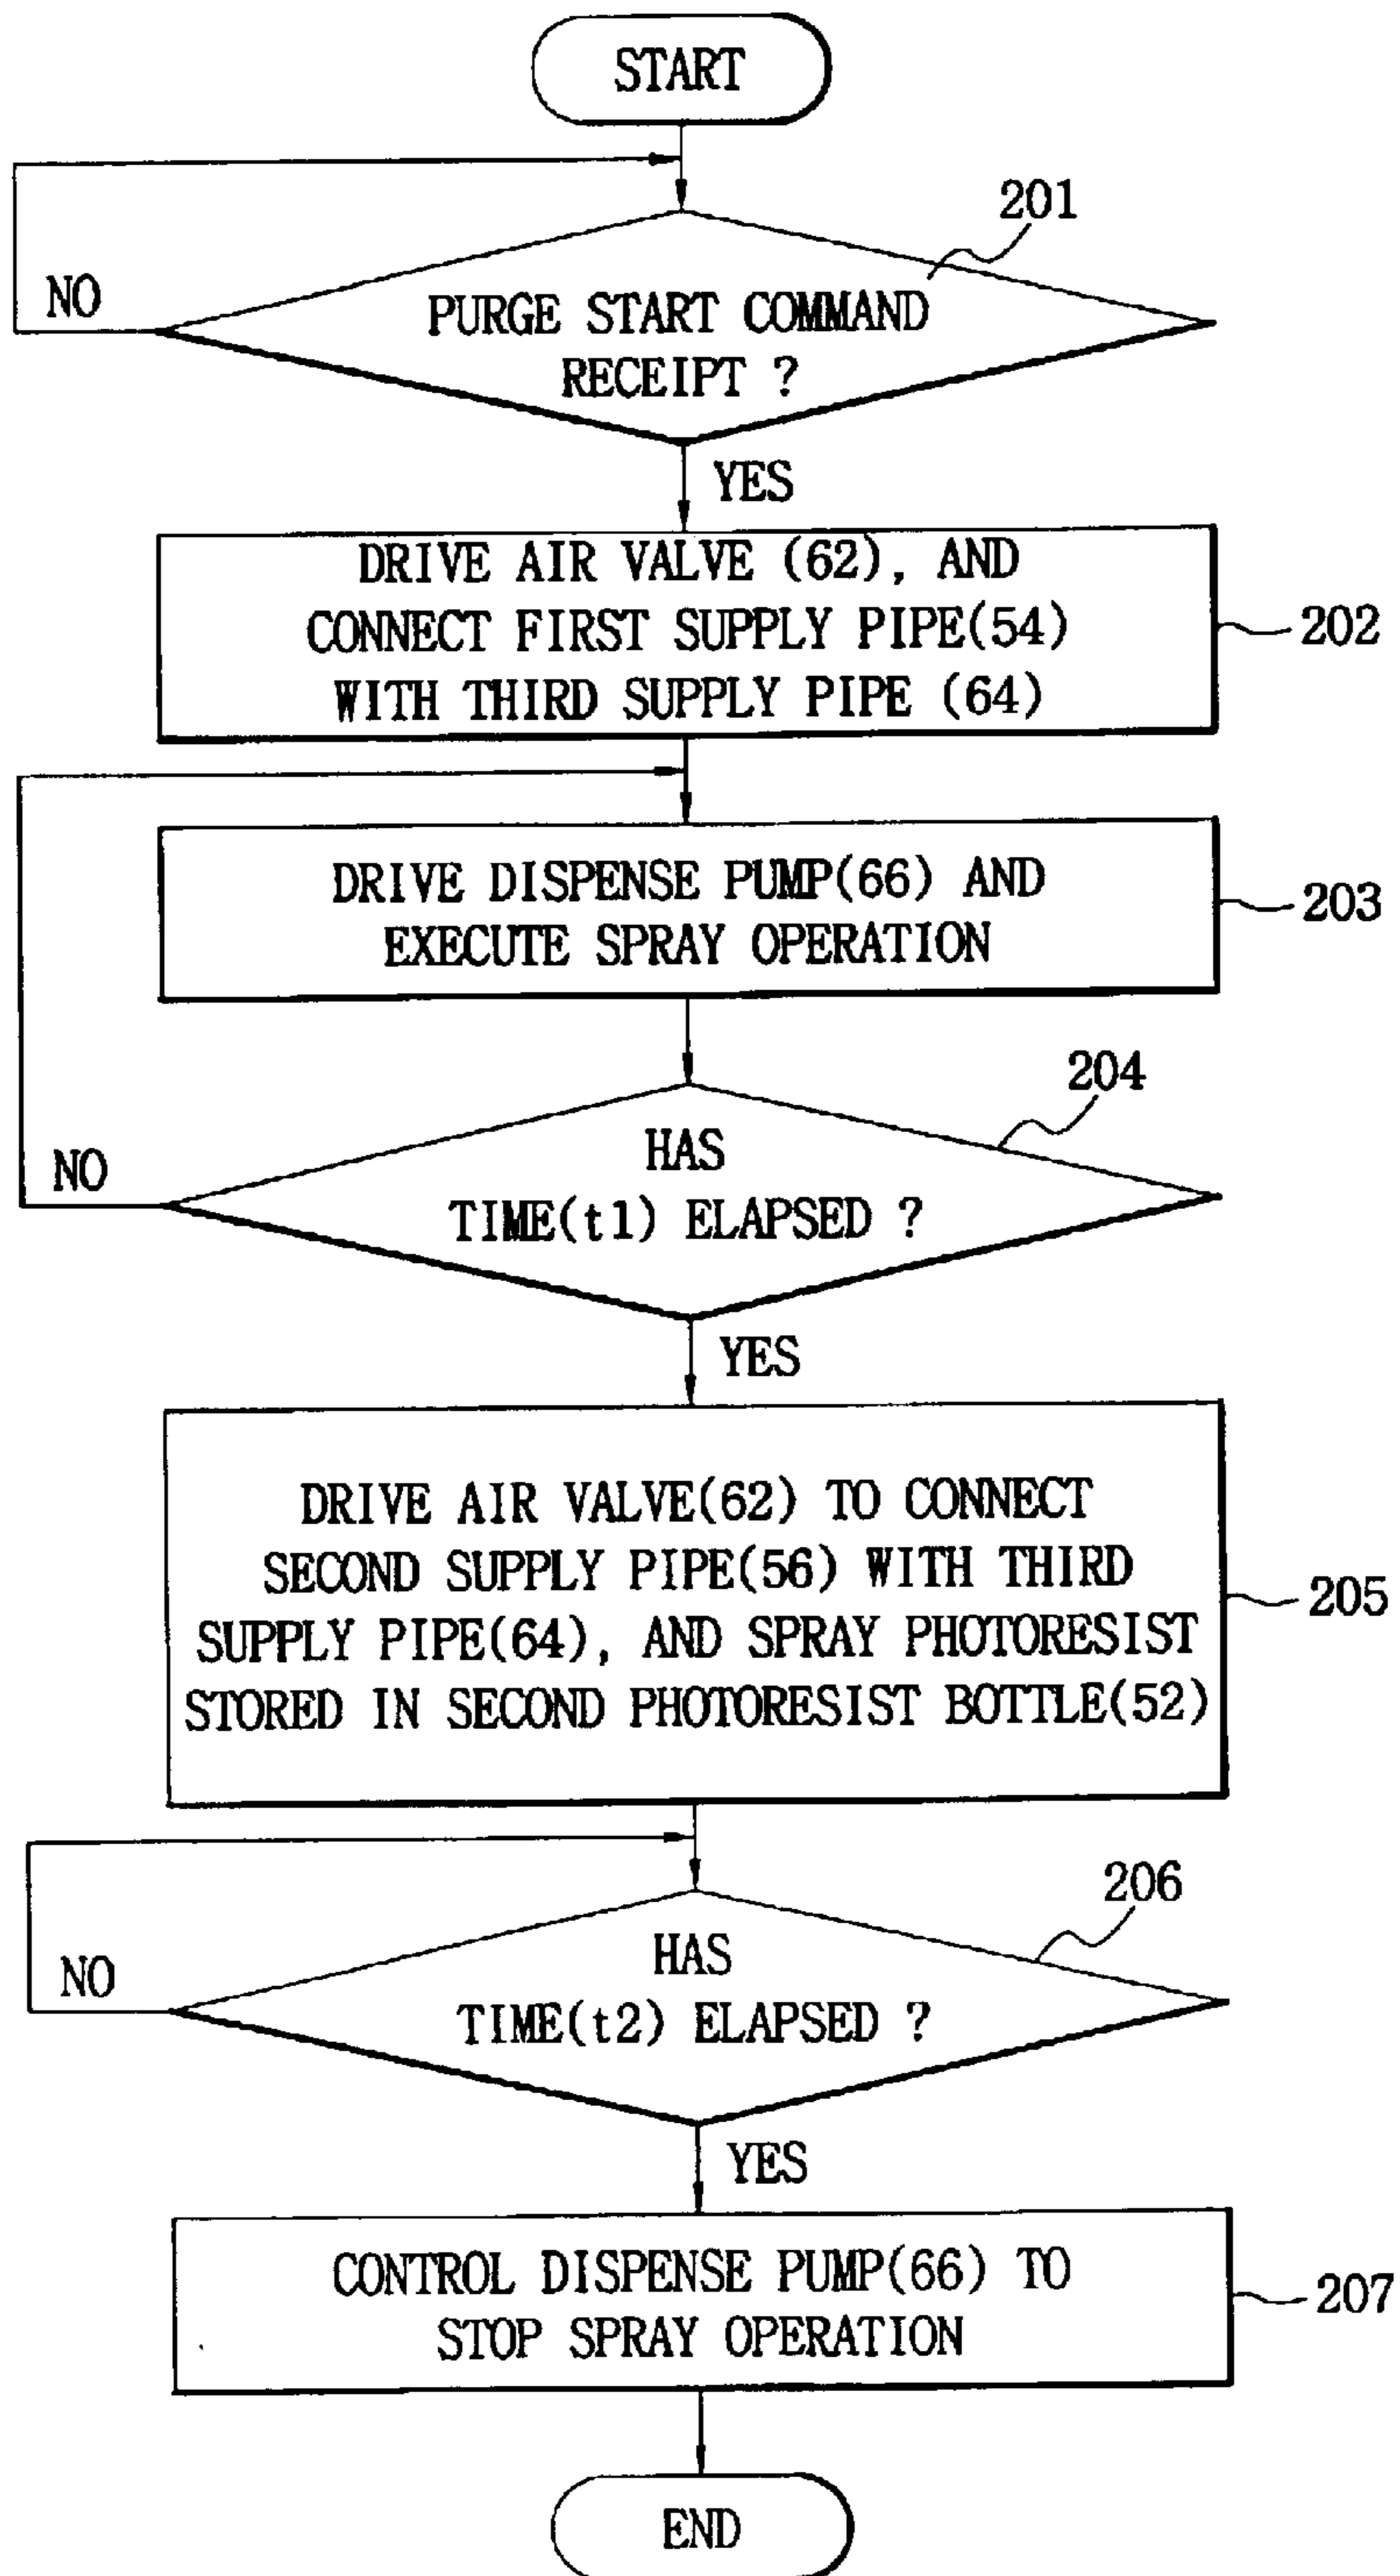 START
201
NO
PURGE START COMMAND
RECEIPT ?
YES
DRIVE AIR VALVE (62), AND
CONNECT FIRST SUPPLY PIPE(54)
WITH THIRD SUPPLY PIPE (64)
202
DRIVE DISPENSE PUMP(66) AND
EXECUTE SPRAY OPERATION
203
204
NO
HAS
TIME(t1) ELAPSED ?
YES
DRIVE AIR VALVE(62) TO CONNECT
SECOND SUPPLY PIPE(56) WITH THIRD
SUPPLY PIPE(64), AND SPRAY PHOTORESIST
STORED IN SECOND PHOTORESIST BOTTLE(52)
205
206
NO
HAS
TIME(t2) ELAPSED ?
YES
CONTROL DISPENSE PUMP(66) TO
STOP SPRAY OPERATION
207
END